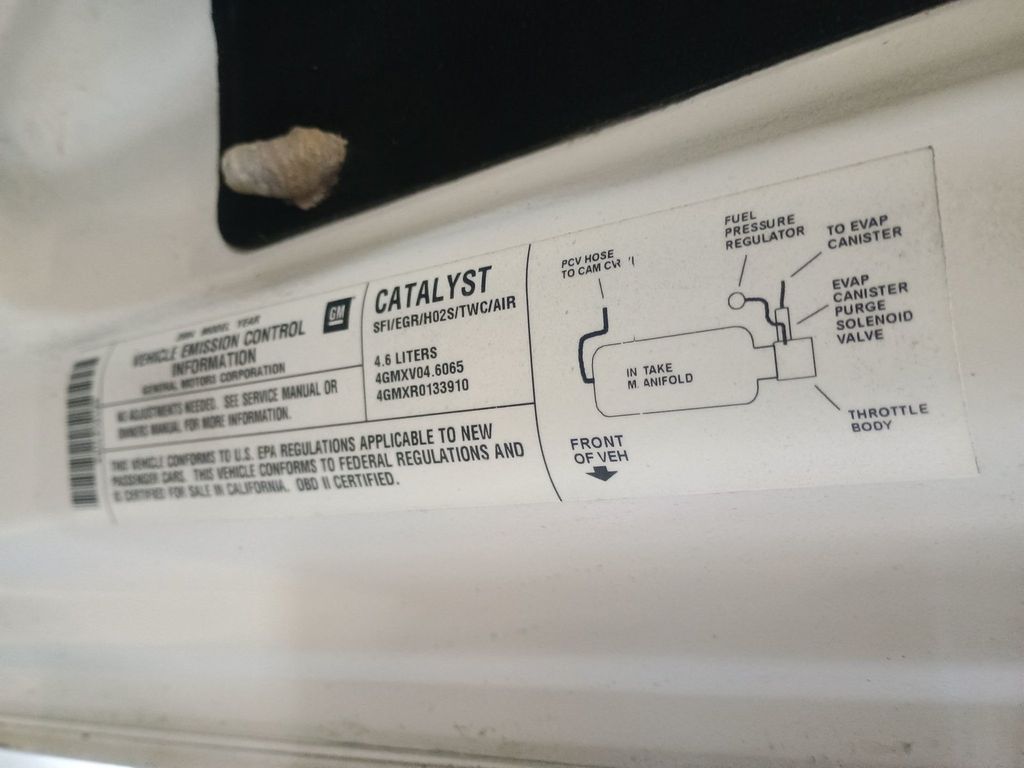 2004 MODEL YEAR
VEHICLE EMISSION CONTROL
INFORMATION
GENERAL MOTORS CORPORATION
GM
NO ADJUSTMENTS NEEDED. SEE SERVICE MANUAL OR
OWNERS MANUAL FOR MORE INFORMATION.
CATALYST
SFI/EGR/HO2S/TWC/AIR
4.6 LITERS
4GMXV04.6065
4GMXR0133910
THIS VEHICLE CONFORMS TO U.S. EPA REGULATIONS APPLICABLE TO NEW
PASSENGER CARS. THIS VEHICLE CONFORMS TO FEDERAL REGULATIONS AND
IS CERTIFIED FOR SALE IN CALIFORNIA. OBD II CERTIFIED.
PCV HOSE
TO CAM
FUEL
PRESSURE
REGULATOR
TO EVAP
CANISTER
EVAP
CANISTER
PURGE
SOLENOID
VALVE
IN TAKE
M. ANIFOLD
THROTTLE
BODY
FRONT
OF VEH